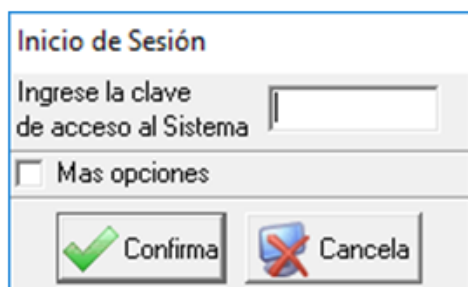 Inicio de Sesión
Ingrese la clave
de acceso al Sistema
Mas opciones
Confirma
Cancela